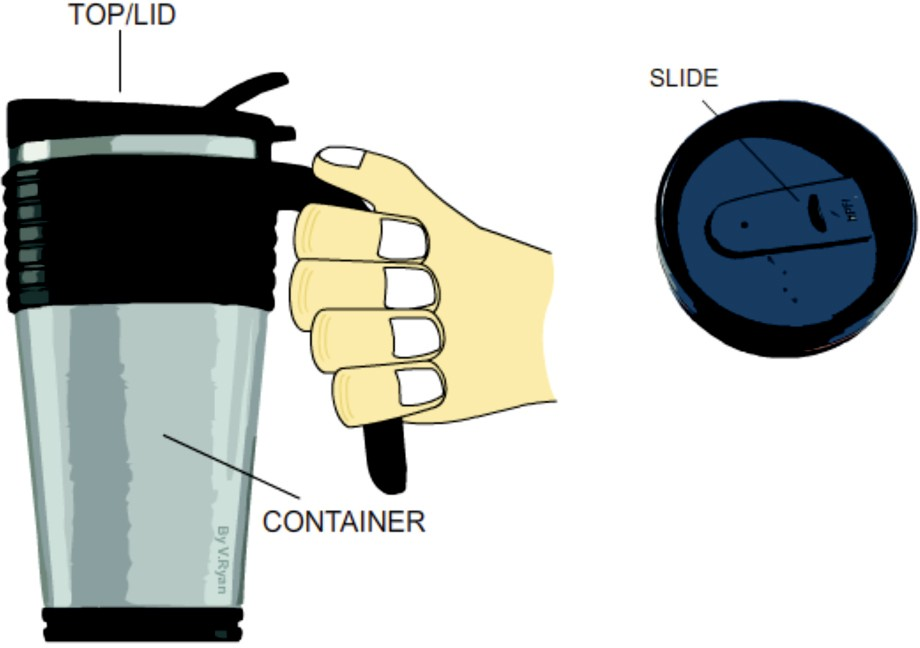 TOP/LID
SLIDE
CONTAINER
By V.Ryan